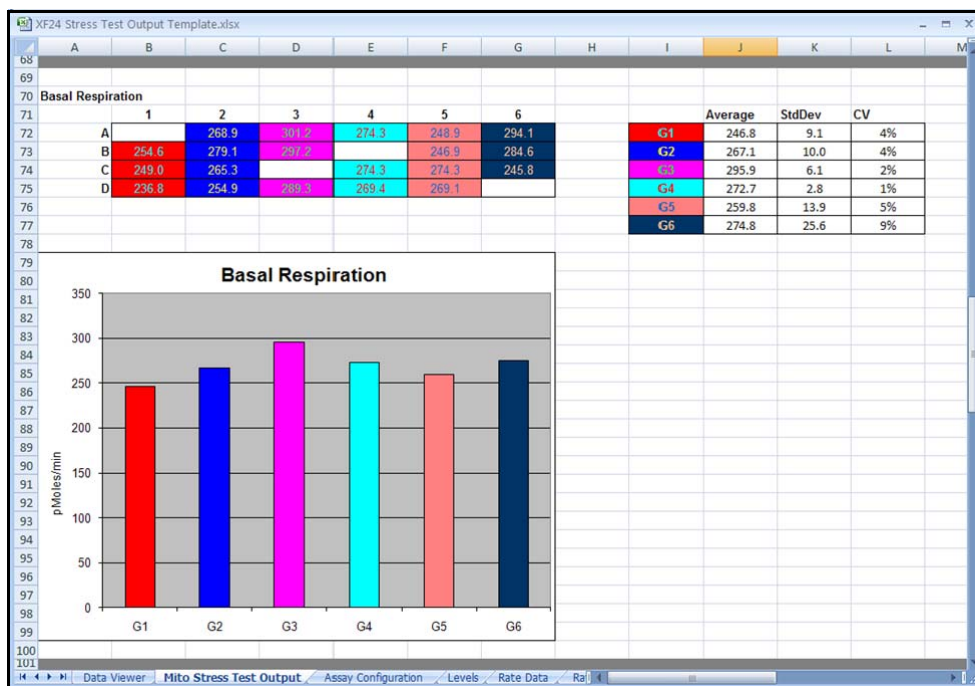 XF24 Stress Test Output Template.xlsx
A B C D E F G H I J K L M
68
69
70 Basal Respiration
71 1 2 3 4 5 6 Average StdDev CV
72 A 268.9 301.2 274.3 248.9 294.1 G1 246.8 9.1 4%
73 B 254.6 279.1 297.2 246.9 284.6 G2 267.1 10.0 4%
74 C 249.0 265.3 274.3 274.3 245.8 G3 295.9 6.1 2%
75 D 236.8 254.9 289.3 269.4 269.1 G4 272.7 2.8 1%
76 G5 259.8 13.9 5%
77 G6 274.8 25.6 9%
78
79
80
81
82
83
84
85
86
87
88
89
90
91
92
93
94
95
96
97
98
99
100
101
Basal Respiration
350
300
250
200
150
100
50
0
pMoles/min
G1 G2 G3 G4 G5 G6
Data Viewer Mito Stress Test Output Assay Configuration Levels Rate Data Ra